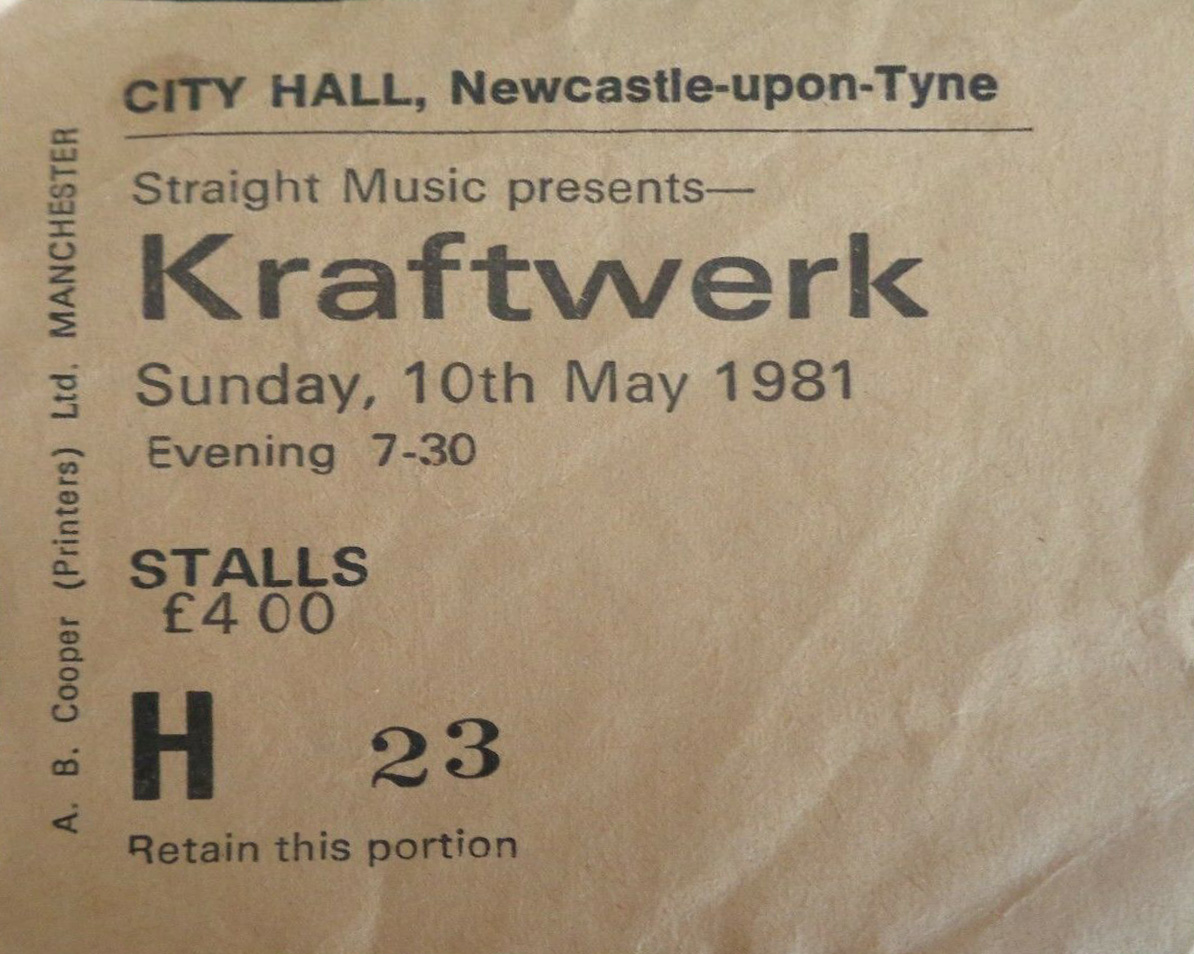 CITY HALL, Newcastle-upon-Tyne
Straight Music presents—
Kraftwerk
Sunday, 10th May 1981
Evening 7-30
STALLS
£4 00
H 23
Retain this portion
A. B. Cooper (Printers) Ltd. MANCHESTER